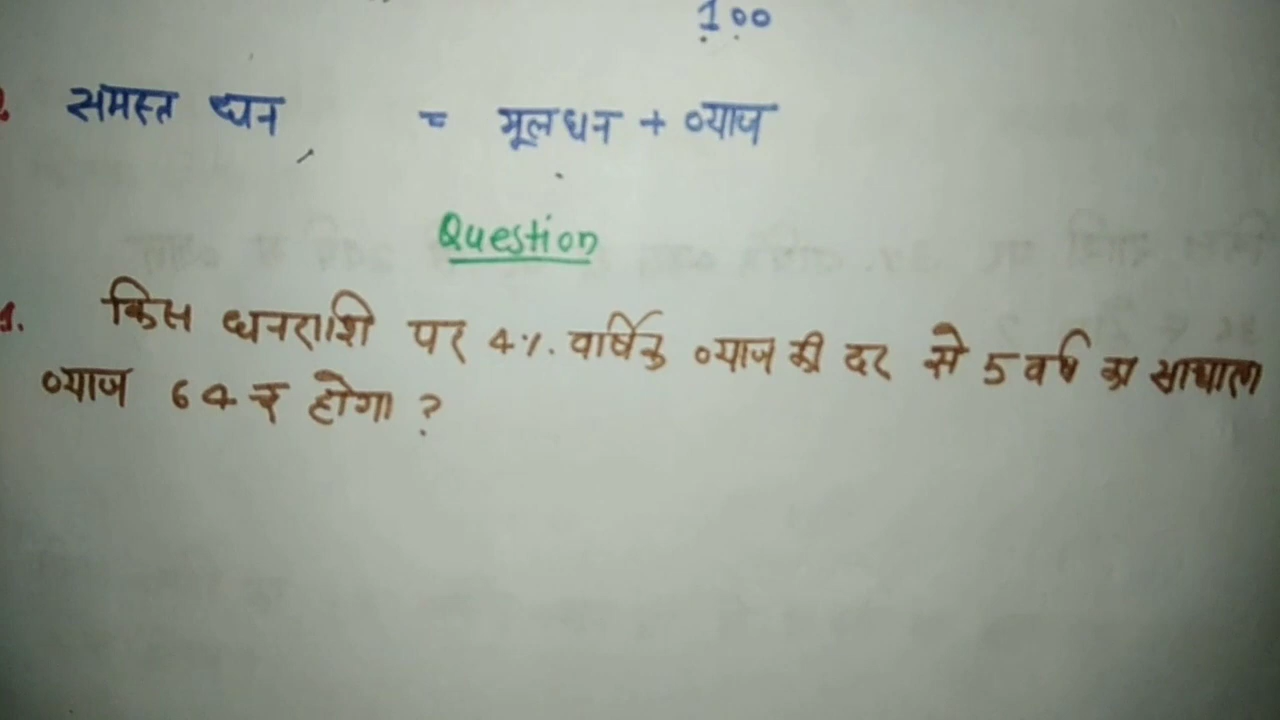 100
समस्त धन = मूलधन + ब्याज
Question
1. किस धनराशि पर 4%. वार्षिक ब्याज की दर से 5 वर्ष का साधारण
ब्याज 64 रु होगा ?